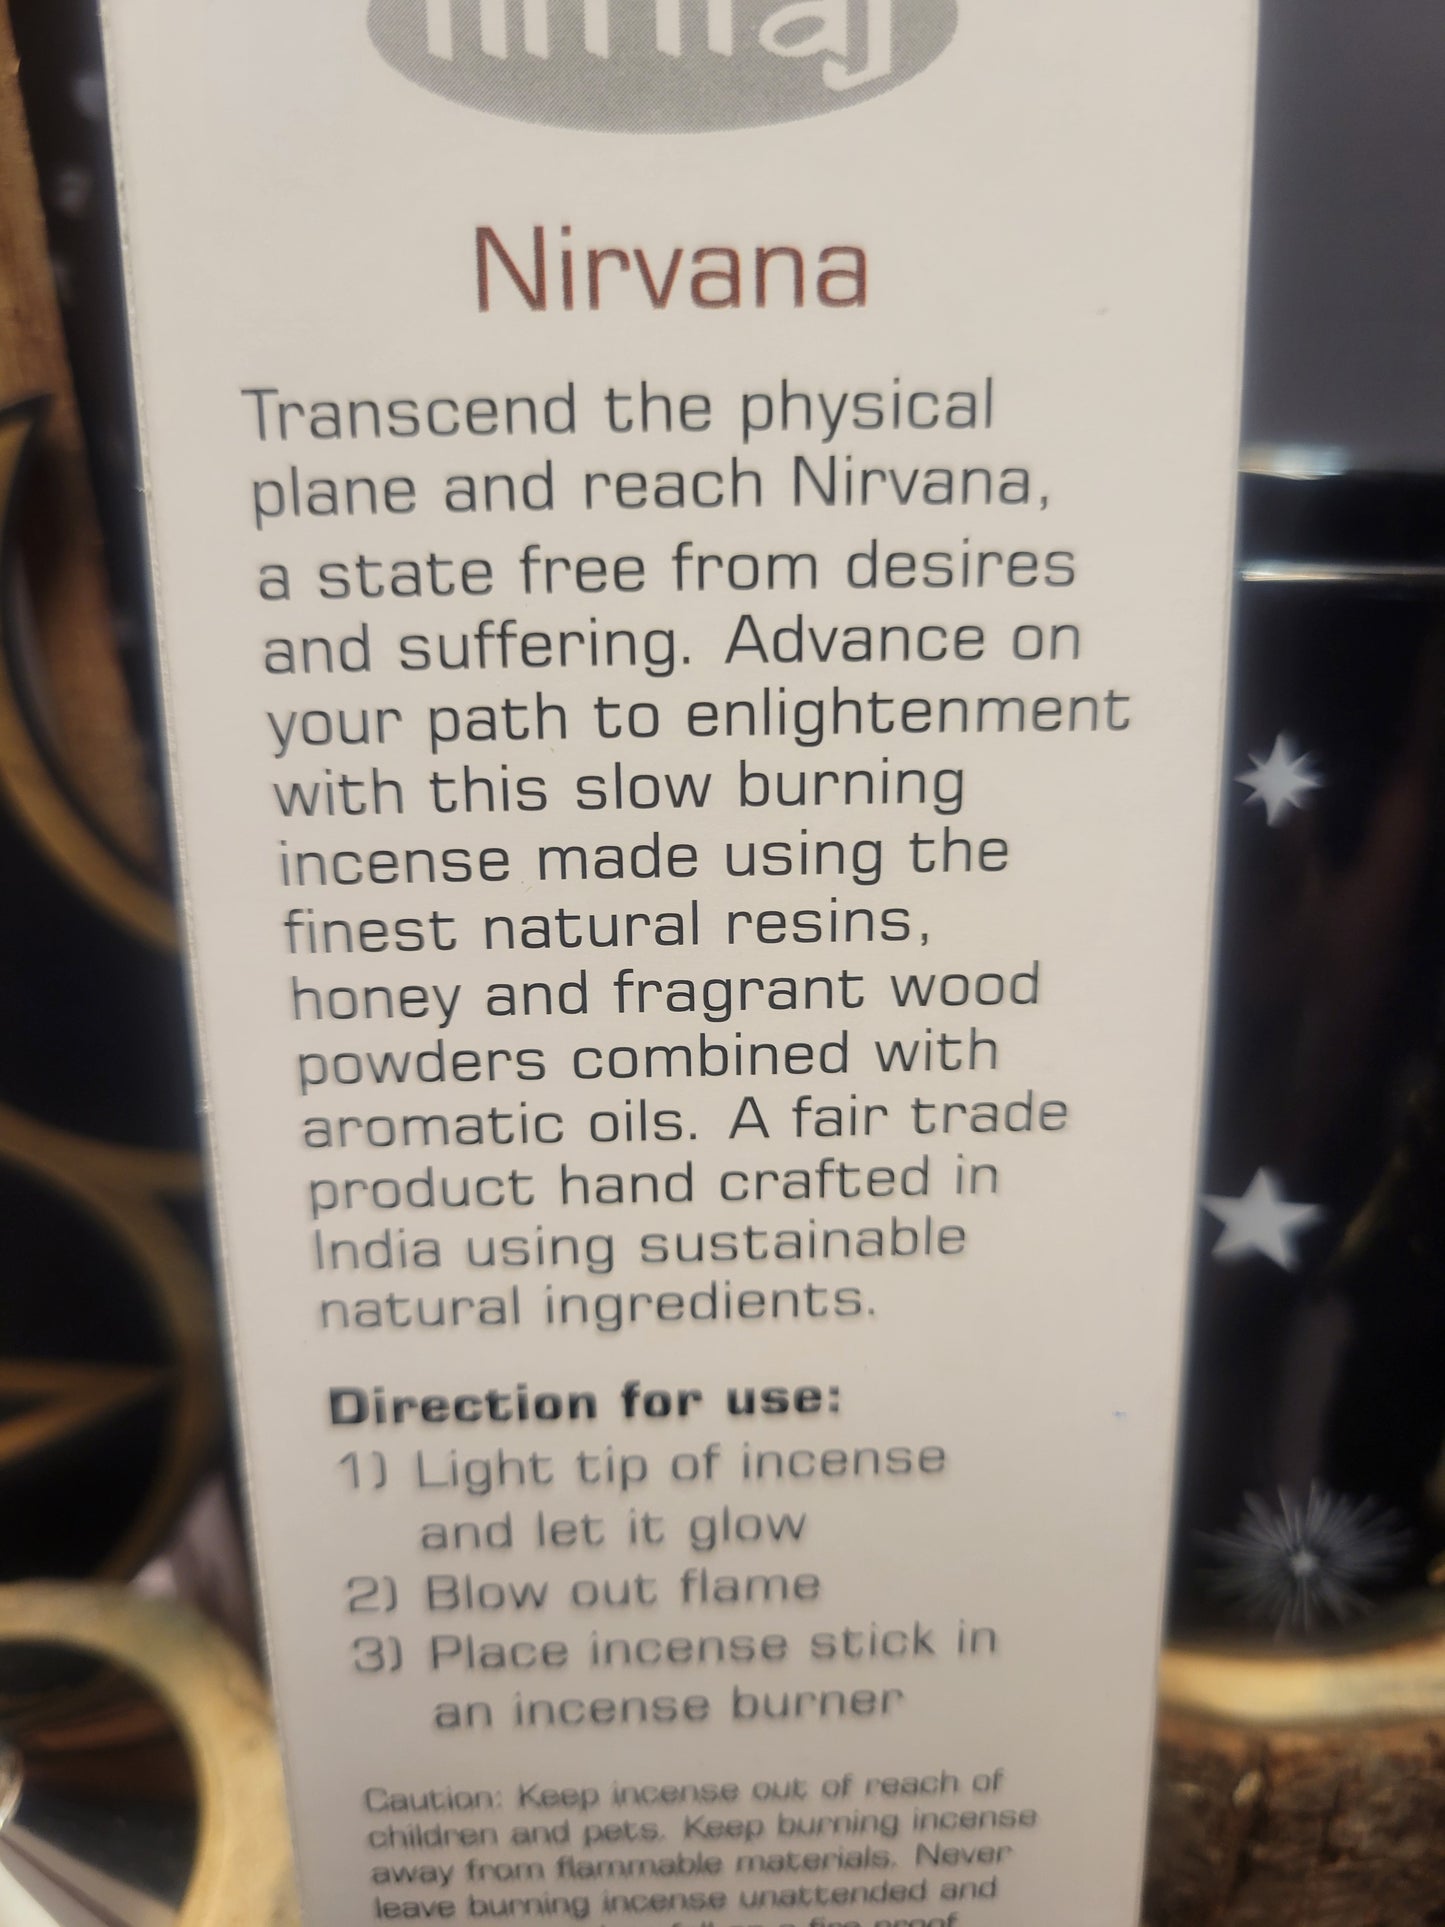 Nirvana
Transcend the physical
plane and reach Nirvana,
a state free from desires
and suffering. Advance on
your path to enlightenment
with this slow burning
incense made using the
finest natural resins,
honey and fragrant wood
powders combined with
aromatic oils. A fair trade
product hand crafted in
India using sustainable
natural ingredients.
Direction for use:
1) Light tip of incense
and let it glow
2) Blow out flame
3) Place incense stick in
an incense burner
Caution: Keep incense out of reach of
children and pets. Keep burning incense
away from flammable materials. Never
leave burning incense unattended and
fire proof